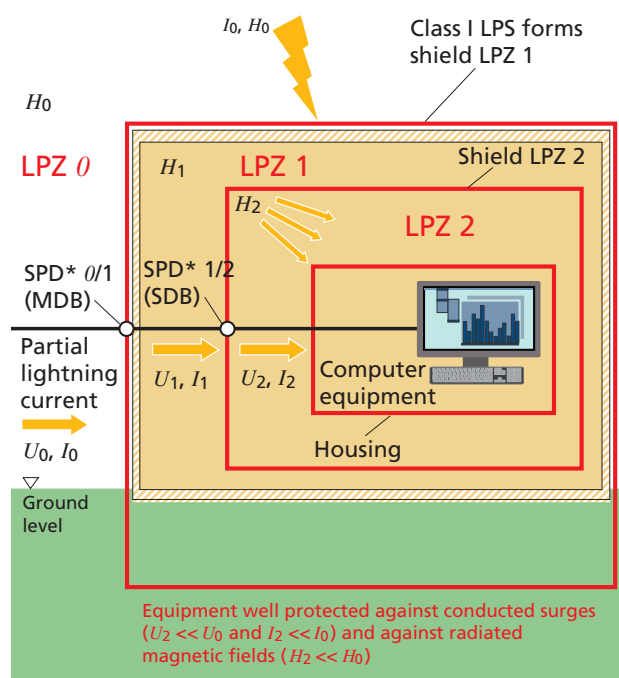 I0, H0
Class I LPS forms
shield LPZ 1
H0
LPZ 0
H1
LPZ 1
Shield LPZ 2
H2
LPZ 2
SPD* 0/1
(MDB)
SPD* 1/2
(SDB)
Partial
lightning
current
U0, I0
U1, I1
U2, I2
Computer
equipment
Housing
Ground
level
Equipment well protected against conducted surges
(U2 << U0 and I2 << I0) and against radiated
magnetic fields (H2 << H0)